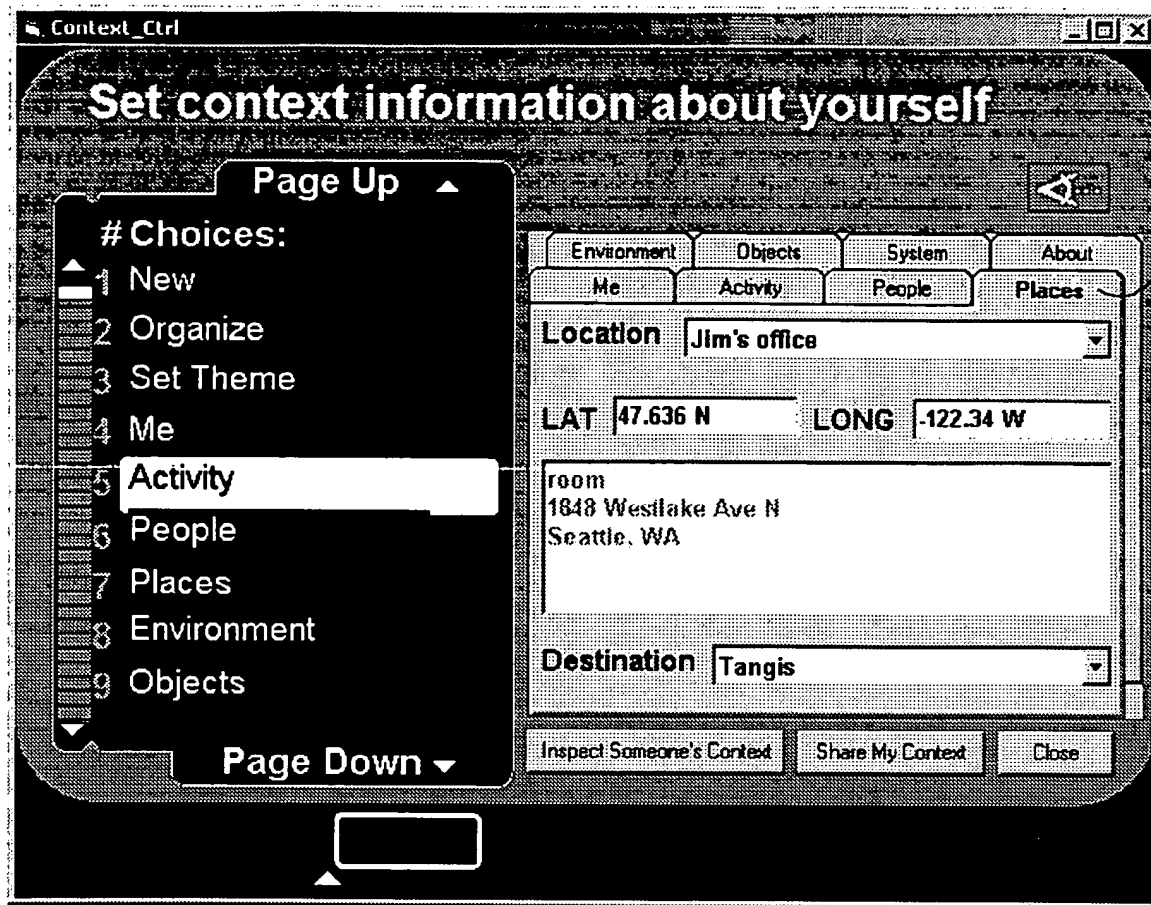 Context_Ctrl
Set context information about yourself
Page Up
# Choices:
1 New
2 Organize
3 Set Theme
4 Me
5 Activity
6 People
7 Places
8 Environment
9 Objects
Page Down
Environment Objects System About
Me Activity People Places
Location Jim's office
LAT 47.636 N LONG -122.34 W
room
1848 Westlake Ave N
Seattle, WA
Destination Tangis
Inspect Someone's Context Share My Context Close